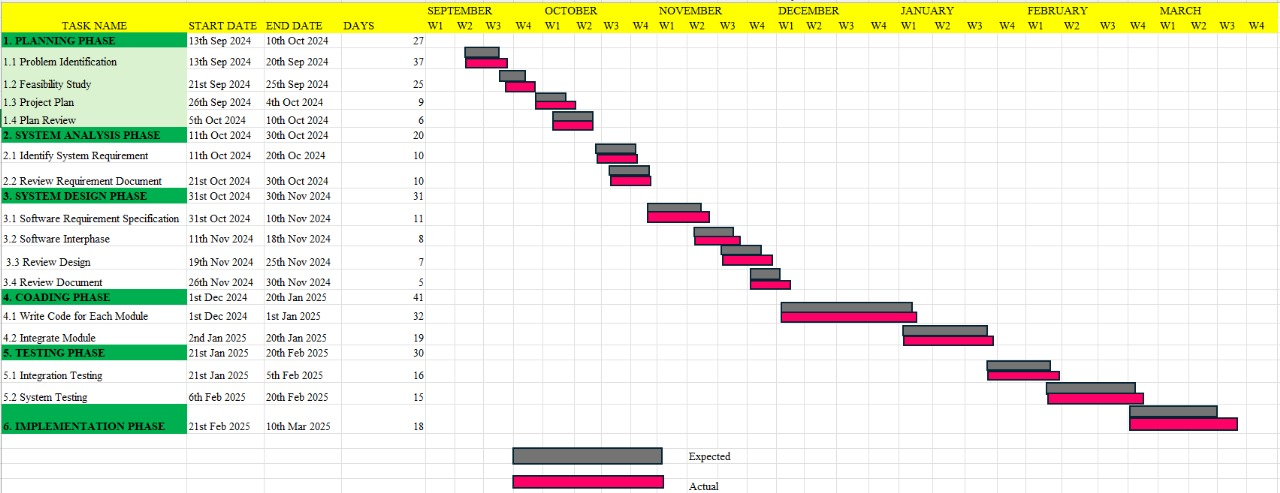 SEPTEMBER OCTOBER NOVEMBER DECEMBER JANUARY FEBRUARY MARCH
TASK NAME START DATE END DATE DAYS W1 W2 W3 W4 W1 W2 W3 W4 W1 W2 W3 W4 W1 W2 W3 W4 W1 W2 W3 W4 W1 W2 W3 W4 W1 W2 W3 W4
1. PLANNING PHASE 13th Sep 2024 10th Oct 2024 27
1.1 Problem Identification 13th Sep 2024 20th Sep 2024 37
1.2 Feasibility Study 21st Sep 2024 25th Sep 2024 25
1.3 Project Plan 26th Sep 2024 4th Oct 2024 9
1.4 Plan Review 5th Oct 2024 10th Oct 2024 6
2. SYSTEM ANALYSIS PHASE 11th Oct 2024 30th Oct 2024 20
2.1 Identify System Requirement 11th Oct 2024 20th Oc 2024 10
2.2 Review Requirement Document 21st Oct 2024 30th Oct 2024 10
3. SYSTEM DESIGN PHASE 31st Oct 2024 30th Nov 2024 31
3.1 Software Requirement Specification 31st Oct 2024 10th Nov 2024 11
3.2 Software Interphase 11th Nov 2024 18th Nov 2024 8
3.3 Review Design 19th Nov 2024 25th Nov 2024 7
3.4 Review Document 26th Nov 2024 30th Nov 2024 5
4. COADING PHASE 1st Dec 2024 20th Jan 2025 41
4.1 Write Code for Each Module 1st Dec 2024 1st Jan 2025 32
4.2 Integrate Module 2nd Jan 2025 20th Jan 2025 19
5. TESTING PHASE 21st Jan 2025 20th Feb 2025 30
5.1 Integration Testing 21st Jan 2025 5th Feb 2025 16
5.2 System Testing 6th Feb 2025 20th Feb 2025 15
6. IMPLEMENTATION PHASE 21st Feb 2025 10th Mar 2025 18
Expected
Actual